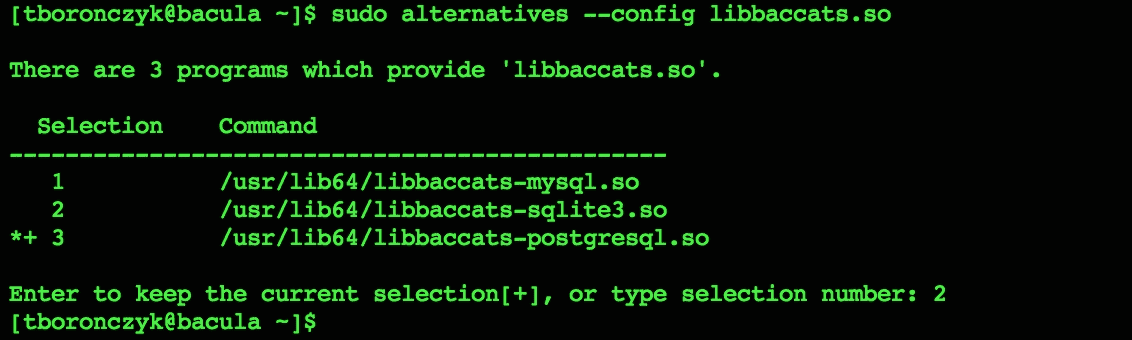 [tboronczyk@bacula ~]$ sudo alternatives --config libbaccats.so
There are 3 programs which provide 'libbaccats.so'.
Selection    Command
-----------------------------------------------
1           /usr/lib64/libbaccats-mysql.so
2           /usr/lib64/libbaccats-sqlite3.so
*+ 3           /usr/lib64/libbaccats-postgresql.so
Enter to keep the current selection[+], or type selection number: 2
[tboronczyk@bacula ~]$